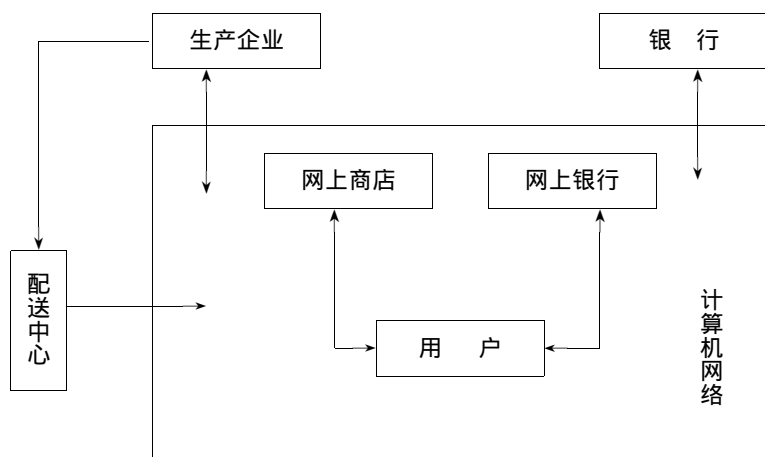 生产企业
银 行
网上商店
网上银行
配送中心
用 户
计算机网络